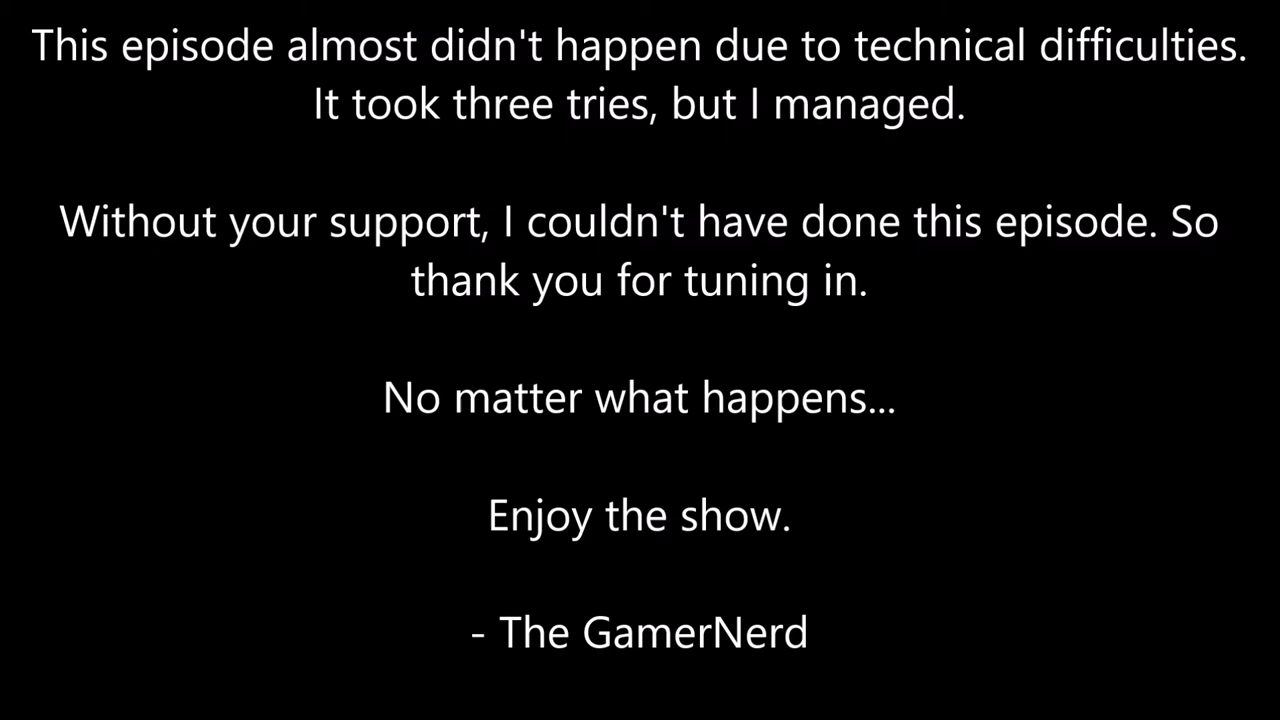 This episode almost didn't happen due to technical difficulties.
It took three tries, but I managed.
Without your support, I couldn't have done this episode. So
thank you for tuning in.
No matter what happens...
Enjoy the show.
- The GamerNerd